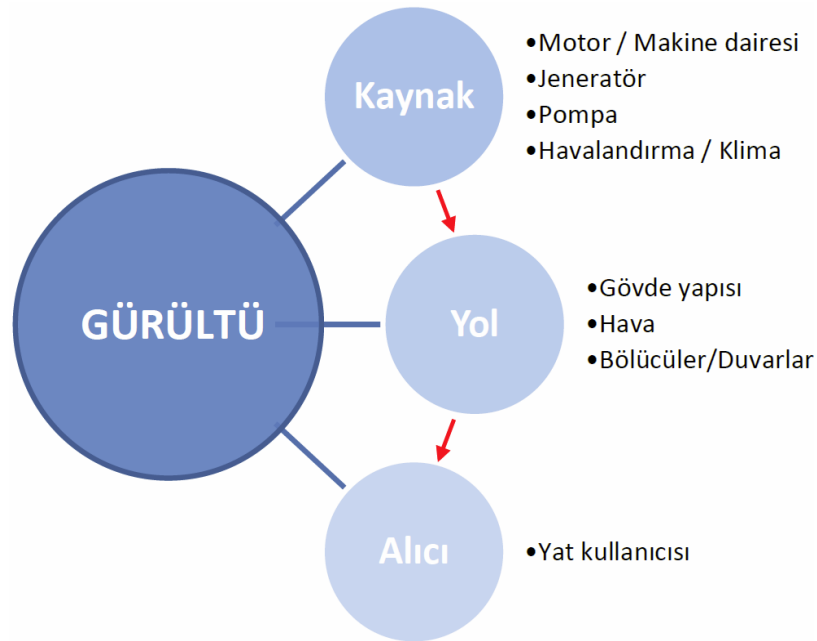 GÜRÜLTÜ
Kaynak
•Motor / Makine dairesi
•Jeneratör
•Pompa
•Havalandırma / Klima
Yol
•Gövde yapısı
•Hava
•Bölücüler/Duvarlar
Alıcı
•Yat kullanıcısı